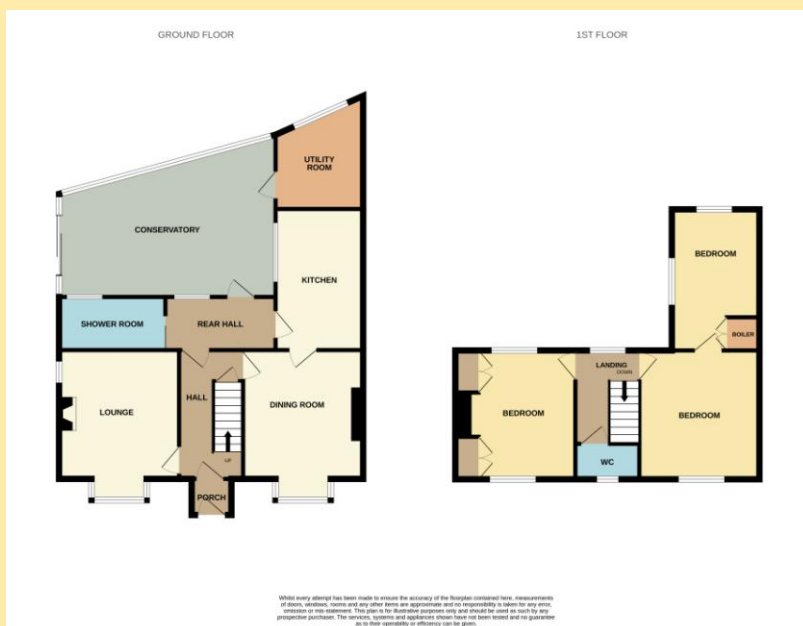 GROUND FLOOR
1ST FLOOR
UTILITY
ROOM
CONSERVATORY
KITCHEN
SHOWER ROOM
REAR HALL
LOUNGE
HALL
DINING ROOM
UP
PORCH
BEDROOM
BOILER
LANDING
DOWN
BEDROOM
BEDROOM
WC
Whilst every attempt has been made to ensure the accuracy of the floorplan contained here, measurements
of doors, windows, rooms and any other items are approximate and no responsibility is taken for any error,
omission or mis-statement. This plan is for illustrative purposes only and should be used as such by any
prospective purchaser. The services, systems and appliances shown have not been tested and no guarantee
as to their operability or efficiency can be given.